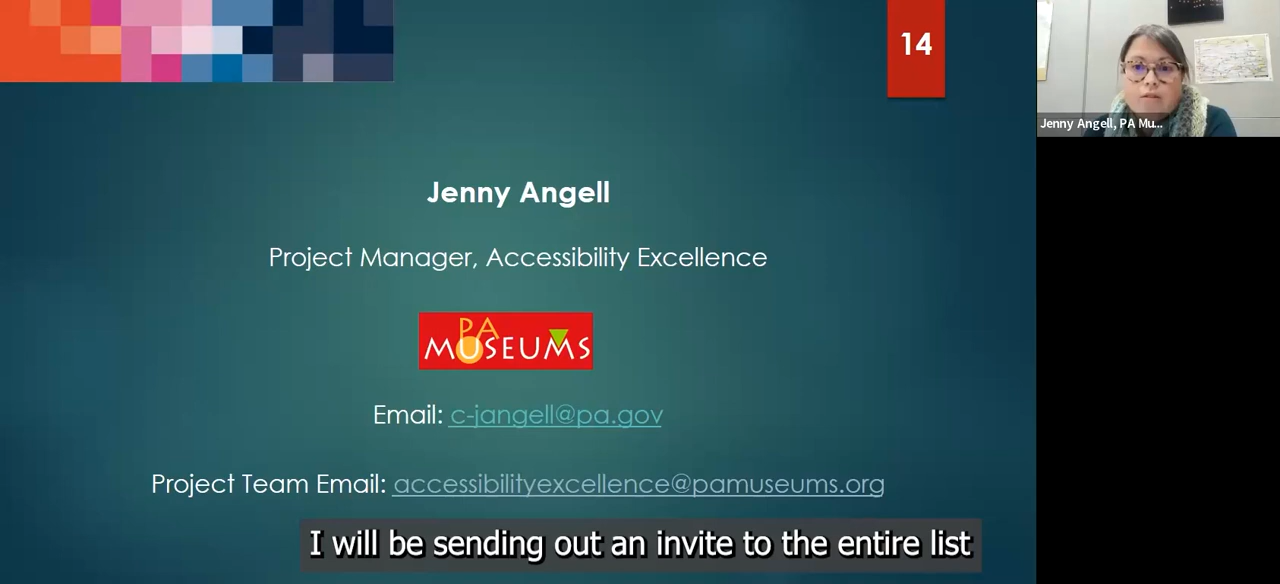 14
Jenny Angell, PA Mu...
Jenny Angell
Project Manager, Accessibility Excellence
PA
MUSEUMS
Email: c-jangell@pa.gov
Project Team Email: accessibilityexcellence@pamuseums.org
I will be sending out an invite to the entire list